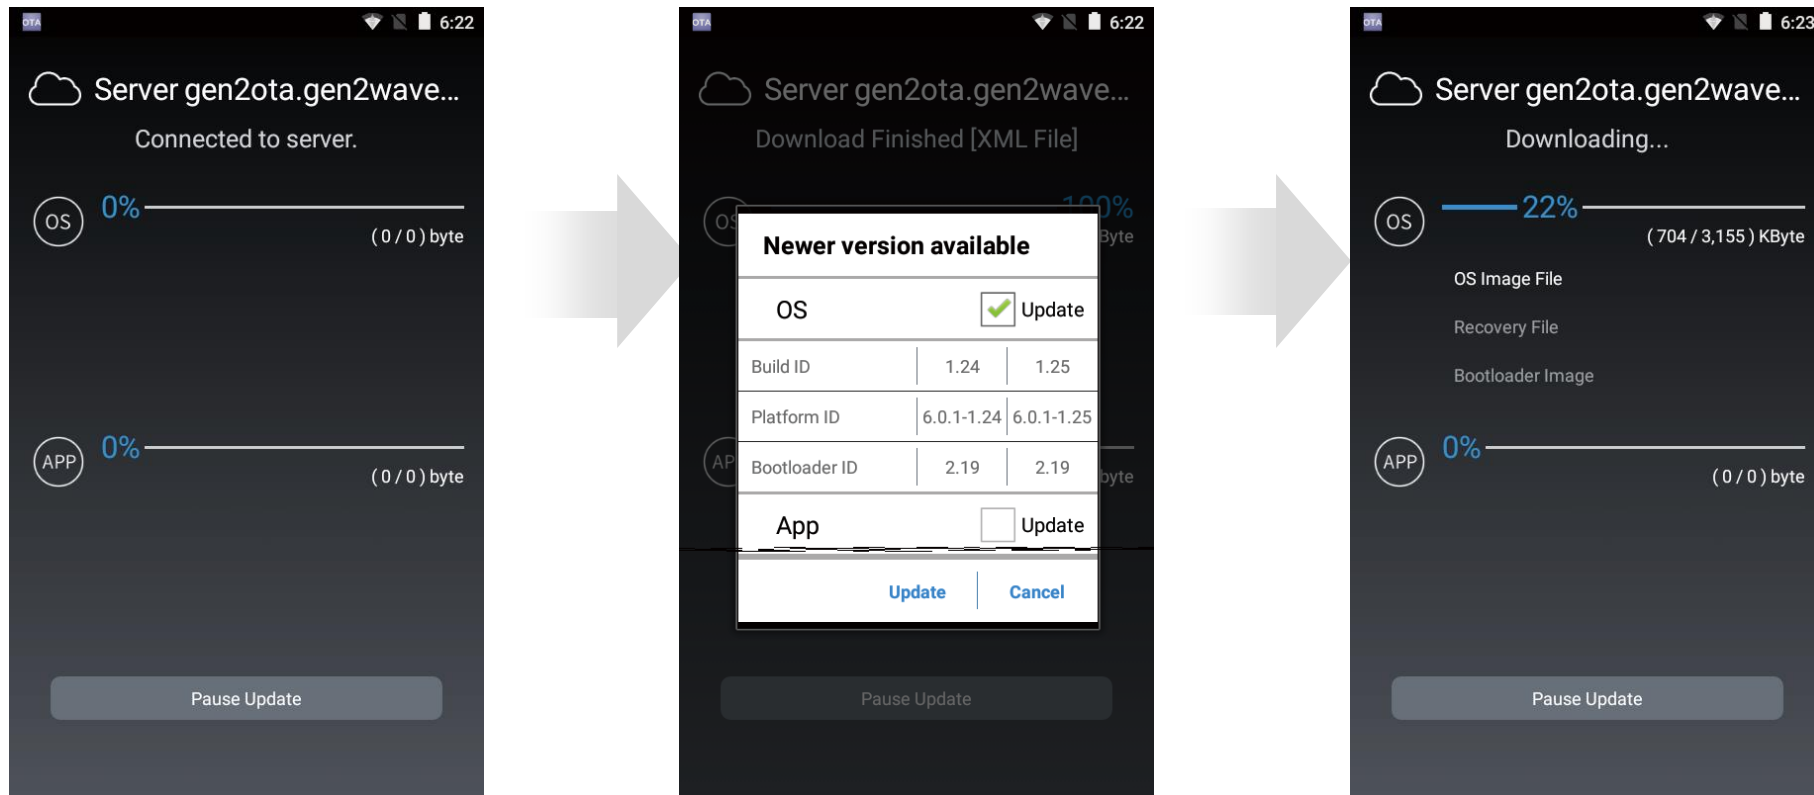 OTA
6:22
Server gen2ota.gen2wave...
Connected to server.
OS
0%
( 0 / 0 ) byte
APP
0%
( 0 / 0 ) byte
Pause Update
OTA
6:22
Server gen2ota.gen2wave...
Download Finished [XML File]
100%
Byte
Newer version available
OS Update
Build ID 1.24 1.25
Platform ID 6.0.1-1.24 6.0.1-1.25
Bootloader ID 2.19 2.19
App Update
byte
Update Cancel
Pause Update
OTA
6:23
Server gen2ota.gen2wave...
Downloading...
OS
22%
( 704 / 3,155 ) KByte
OS Image File
Recovery File
Bootloader Image
APP
0%
( 0 / 0 ) byte
Pause Update